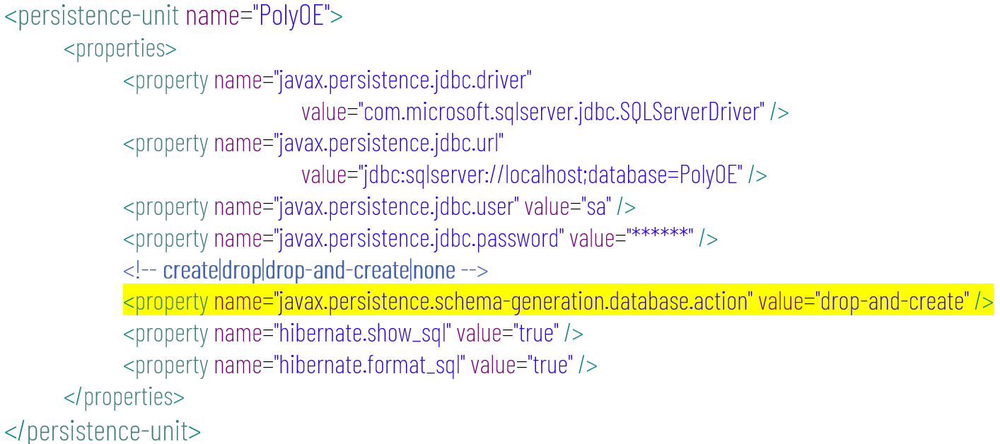 <persistence-unit name="PolyOE">
<properties>
<property name="javax.persistence.jdbc.driver"
value="com.microsoft.sqlserver.jdbc.SQLServerDriver" />
<property name="javax.persistence.jdbc.url"
value="jdbc:sqlserver://localhost;database=PolyOE" />
<property name="javax.persistence.jdbc.user" value="sa" />
<property name="javax.persistence.jdbc.password" value="******" />
<!-- create|drop|drop-and-create|none -->
<property name="javax.persistence.schema-generation.database.action" value="drop-and-create" />
<property name="hibernate.show_sql" value="true" />
<property name="hibernate.format_sql" value="true" />
</properties>
</persistence-unit>